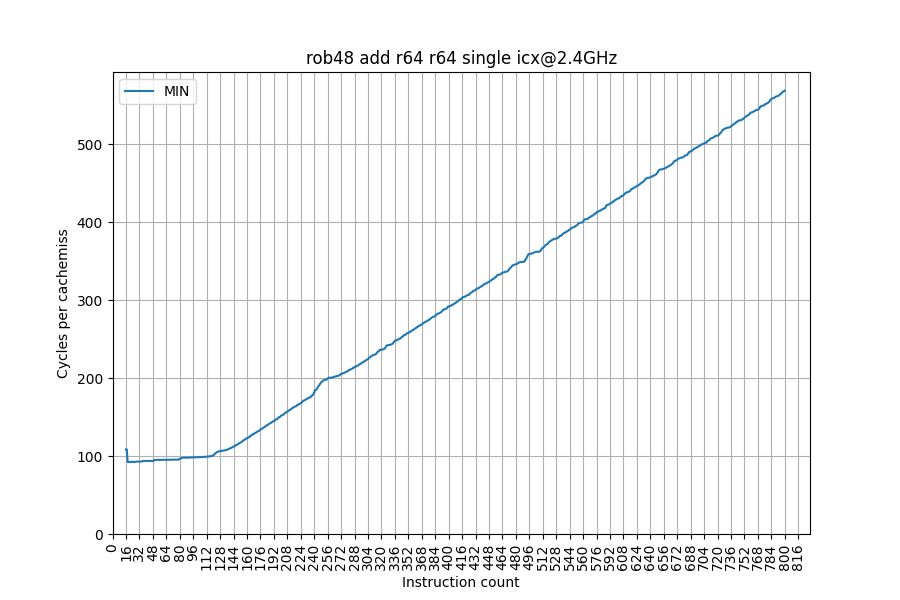 rob48 add r64 r64 single icx@2.4GHz
MIN
Cycles per cachemiss
500
400
300
200
100
0
0 16 32 48 64 80 96 112 128 144 160 176 192 208 224 240 256 272 288 304 320 336 352 368 384 400 416 432 448 464 480 496 512 528 544 560 576 592 608 624 640 656 672 688 704 720 736 752 768 784 800 816
Instruction count